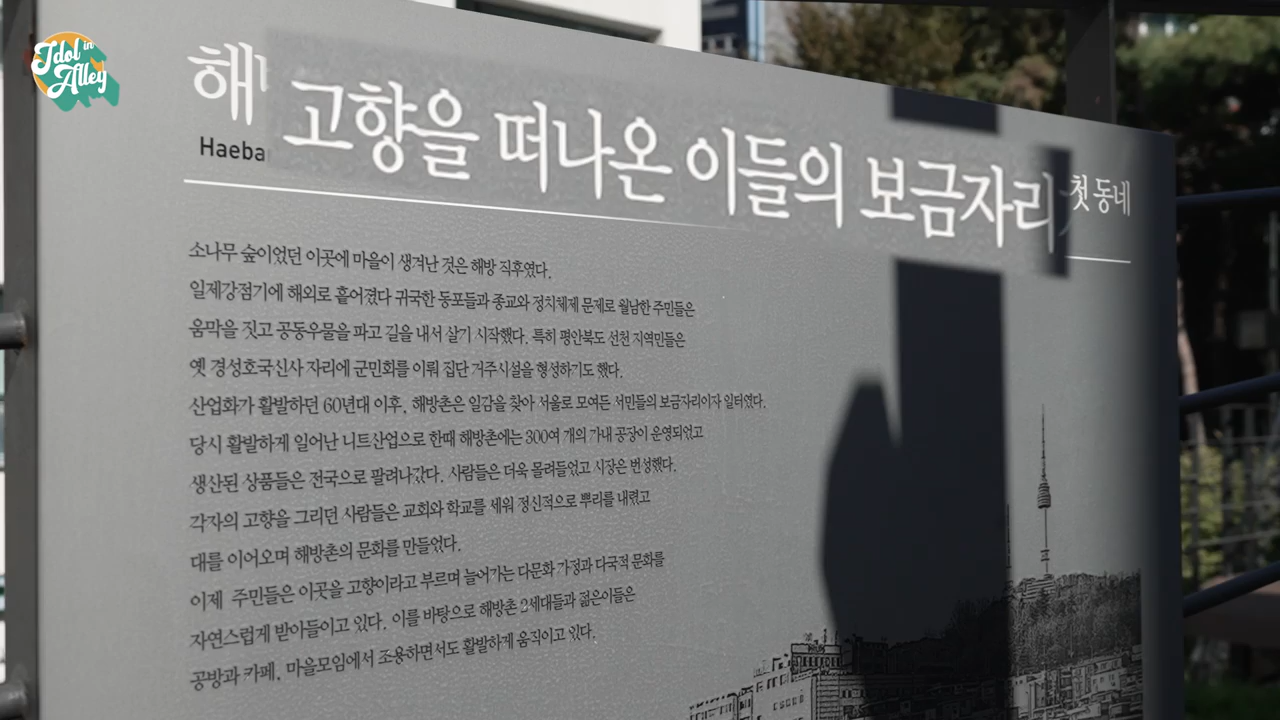 Idol in Alley
해
Haeba
고향을 떠나온 이들의 보금자리
첫 동네
소나무 숲이었던 이곳에 마을이 생겨난 것은 해방 직후였다.
일제강점기에 해외로 흩어졌다 귀국한 동포들과 종교와 정치체제 문제로 월남한 주민들은
움막을 짓고 공동우물을 파고 길을 내서 살기 시작했다. 특히 평안북도 선천 지역민들은
옛 경성호국신사 자리에 군민회를 이뤄 집단 거주시설을 형성하기도 했다.
산업화가 활발하던 60년대 이후, 해방촌은 일감을 찾아 서울로 모여든 서민들의 보금자리이자 일터였다.
당시 활발하게 일어난 니트산업으로 한때 해방촌에는 300여 개의 가내 공장이 운영되었고
생산된 상품들은 전국으로 팔려나갔다. 사람들은 더욱 몰려들었고 시장은 번성했다.
각자의 고향을 그리던 사람들은 교회와 학교를 세워 정신적으로 뿌리를 내렸고
대를 이어오며 해방촌의 문화를 만들었다.
이제 주민들은 이곳을 고향이라고 부르며 늘어가는 다문화 가정과 다국적 문화를
자연스럽게 받아들이고 있다. 이를 바탕으로 해방촌 2세대들과 젊은이들은
공방과 카페, 마을모임에서 조용하면서도 활발하게 움직이고 있다.